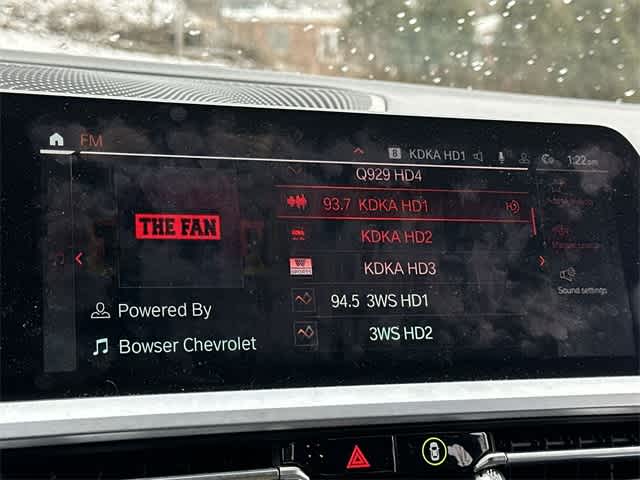 FM
B KDKA HD1
1:22 pm
Q929 HD4
93.7 KDKA HD1
KDKA HD2
KDKA HD3
94.5 3WS HD1
3WS HD2
THE FAN
Powered By
Bowser Chevrolet
Sound settings